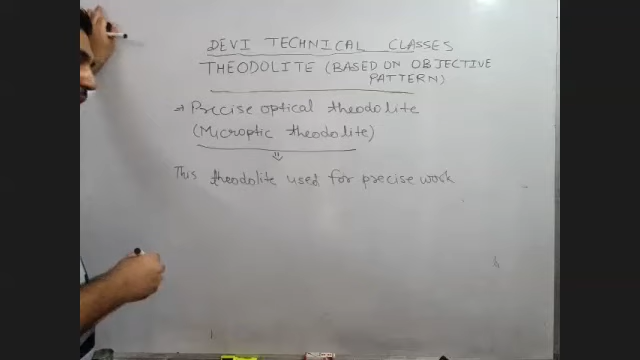 DEVI TECHNICAL CLASSES
THEODOLITE (BASED ON OBJECTIVE
PATTERN)
→ Precise optical theodolite
(Microptic theodolite)
⇓
This theodolite used for precise work